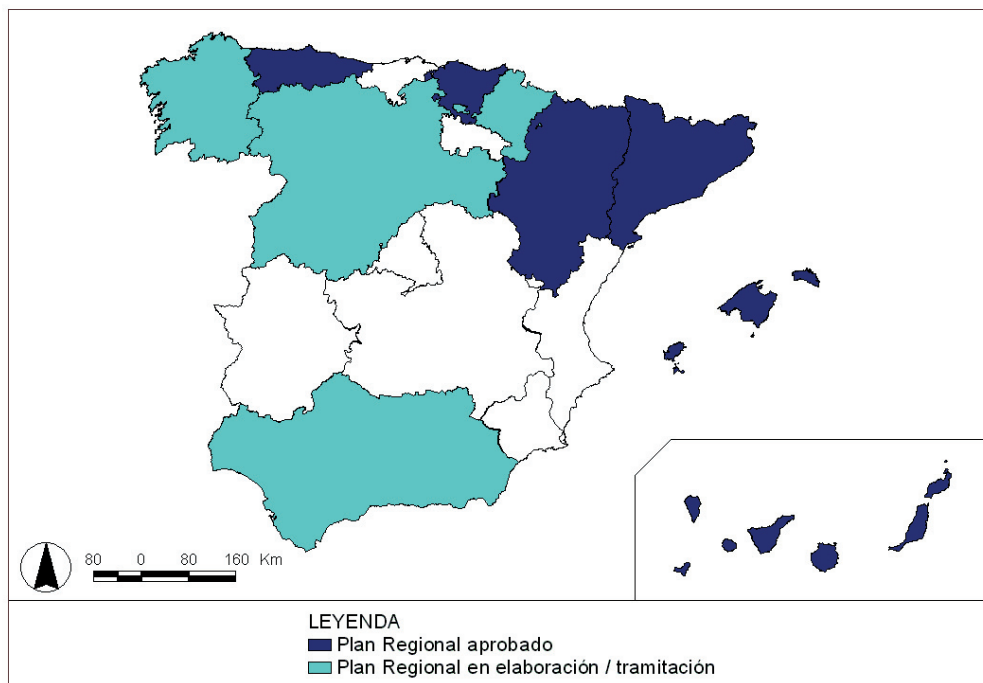 80 0 80 160 Km
LEYENDA
Plan Regional aprobado
Plan Regional en elaboración / tramitación